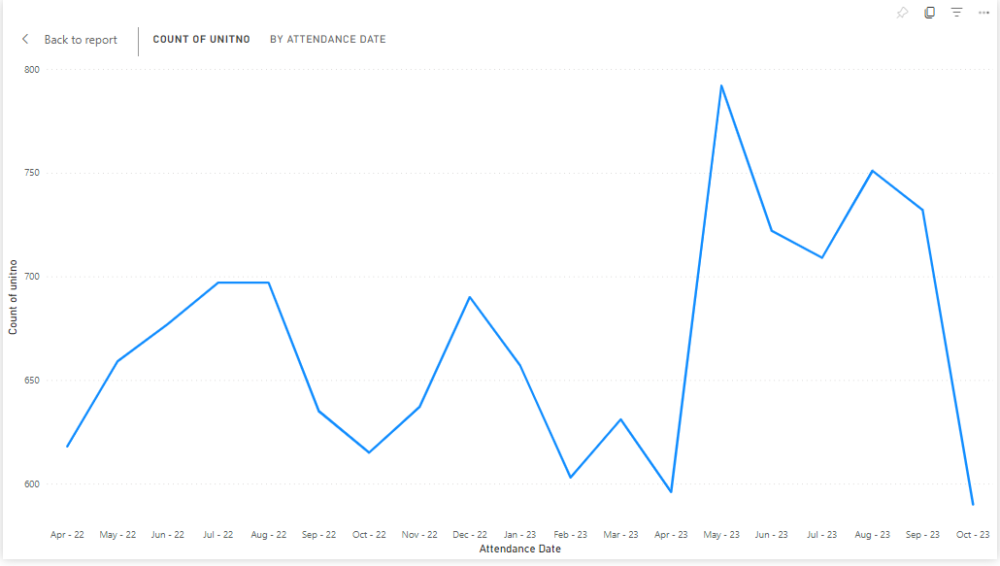 Back to report
COUNT OF UNITNO BY ATTENDANCE DATE
800
750
700
650
600
Count of unitno
Apr - 22 May - 22 Jun - 22 Jul - 22 Aug - 22 Sep - 22 Oct - 22 Nov - 22 Dec - 22 Jan - 23 Feb - 23 Mar - 23 Apr - 23 May - 23 Jun - 23 Jul - 23 Aug - 23 Sep - 23 Oct - 23
Attendance Date